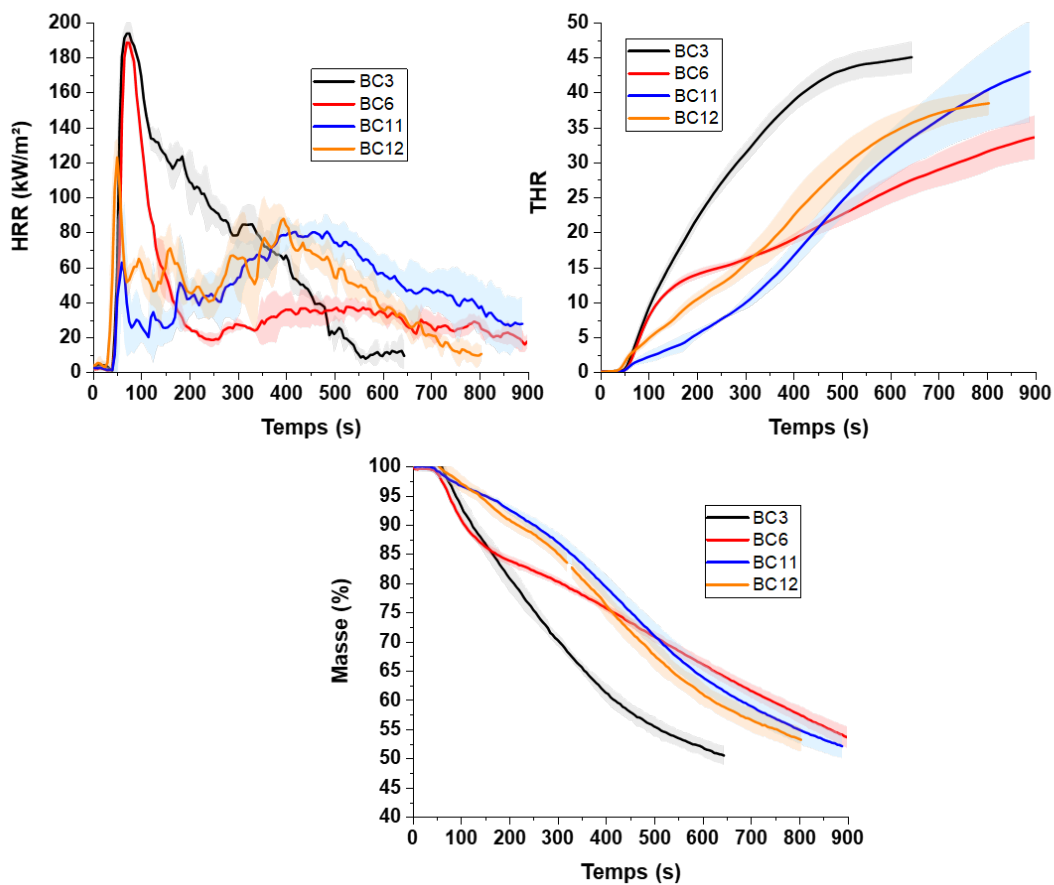 HRR (kW/m²)
200
180
160
140
120
100
80
60
40
20
0
BC3
BC6
BC11
BC12
0 100 200 300 400 500 600 700 800 900
Temps (s)
THR
50
45
40
35
30
25
20
15
10
5
0
BC3
BC6
BC11
BC12
0 100 200 300 400 500 600 700 800 900
Temps (s)
Masse (%)
100
95
90
85
80
75
70
65
60
55
50
45
40
BC3
BC6
BC11
BC12
0 100 200 300 400 500 600 700 800 900
Temps (s)